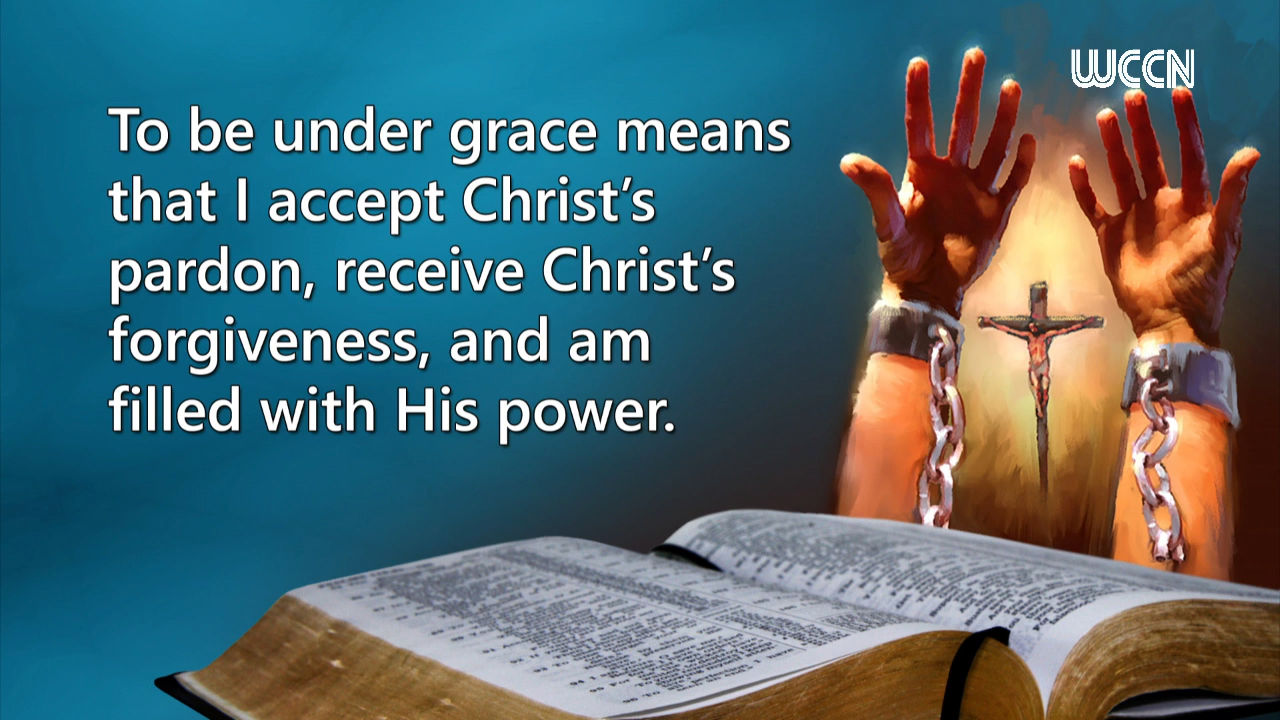 WCCN
To be under grace means
that I accept Christ’s
pardon, receive Christ’s
forgiveness, and am
filled with His power.